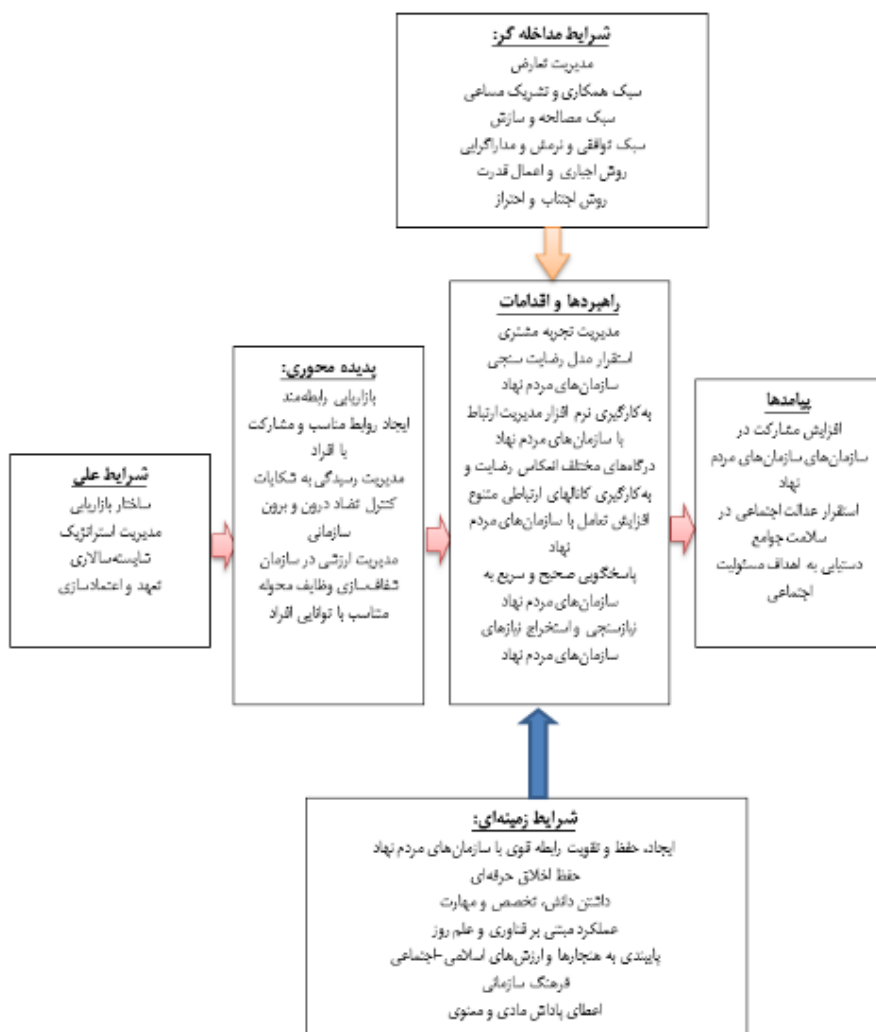 شرایط مداخله گر:
مدیریت تعارض
سبک همکاری و تشریک مساعی
سبک مصالحه و سازش
سبک توافقی و نرمش و مداراگرایی
روش اجباری و اعمال قدرت
روش اجتناب و احتراز
راهبردها و اقدامات
مدیریت تجربه مشتری
استقرار مدل رضایت سنجی
سازمان‌های مردم نهاد
به‌کارگیری نرم افزار مدیریت ارتباط
با سازمان‌های مردم نهاد
درگاه‌های مختلف انعکاس رضایت و
به‌کارگیری کانالهای ارتباطی متنوع
افزایش تعامل با سازمان‌های مردم
نهاد
پاسخگویی صحیح و سریع به
سازمان‌های مردم نهاد
نیازسنجی و استخراج نیازهای
سازمان‌های مردم نهاد
پدیده محوری:
بازاریابی رابطه‌مند
ایجاد روابط مناسب و مشارکت
با افراد
مدیریت رسیدگی به شکایات
کنترل تضاد درون و برون
سازمانی
مدیریت ارزشی در سازمان
شفاف‌سازی وظایف محوله
متناسب با توانایی افراد
شرایط علی
ساختار بازاریابی
مدیریت استراتژیک
شایسته‌سالاری
تعهد و اعتمادسازی
پیامدها
افزایش مشارکت در
سازمان‌های سازمان‌های مردم
نهاد
استقرار عدالت اجتماعی در
سلامت جوامع
دستیابی به اهداف مسئولیت
اجتماعی
شرایط زمینه‌ای:
ایجاد، حفظ و تقویت رابطه قوی با سازمان‌های مردم نهاد
حفظ اخلاق حرفه‌ای
داشتن دانش، تخصص و مهارت
عملکرد مبتنی بر فناوری و علم روز
پایبندی به هنجارها و ارزش‌های اسلامی-اجتماعی
فرهنگ سازمانی
اعطای پاداش مادی و معنوی